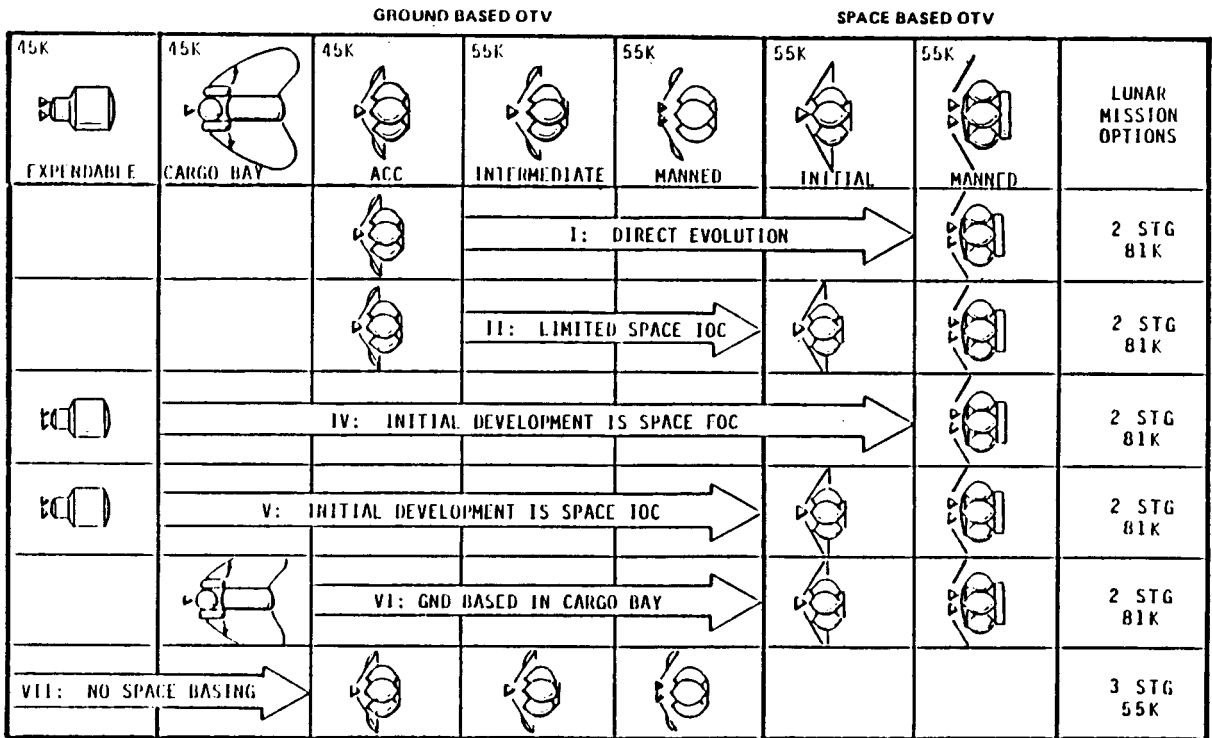 GROUND BASED OTV
SPACE BASED OTV
45K
45K
45K
55K
55K
55K
55K
EXPENDABLE
CARGO BAY
ACC
INTERMEDIATE
MANNED
INITIAL
MANNED
LUNAR
MISSION
OPTIONS
I: DIRECT EVOLUTION
2 STG
81K
II: LIMITED SPACE IOC
2 STG
81K
IV: INITIAL DEVELOPMENT IS SPACE FOC
2 STG
81K
V: INITIAL DEVELOPMENT IS SPACE IOC
2 STG
81K
VI: GND BASED IN CARGO BAY
2 STG
81K
VII: NO SPACE BASING
3 STG
55K